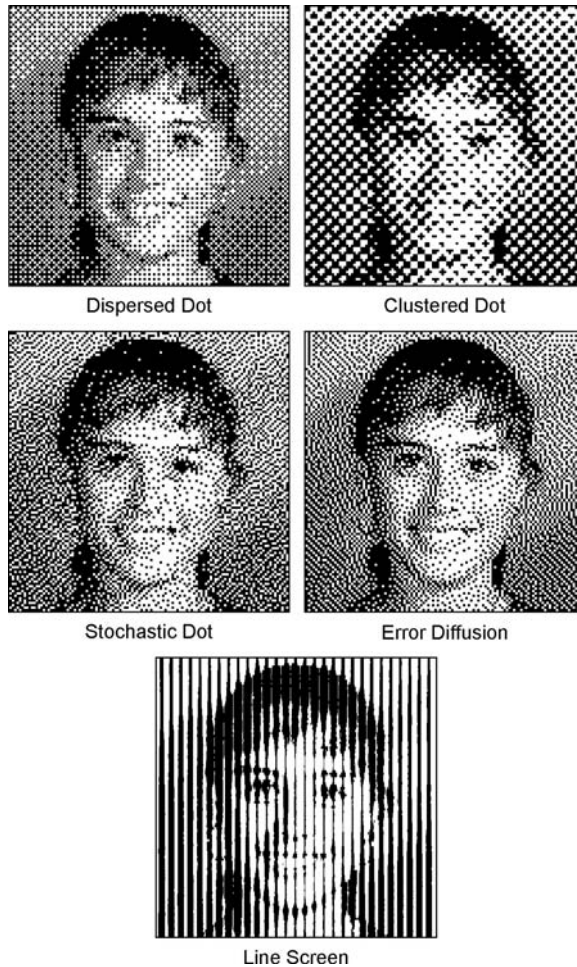 Dispersed Dot
Clustered Dot
Stochastic Dot
Error Diffusion
Line Screen